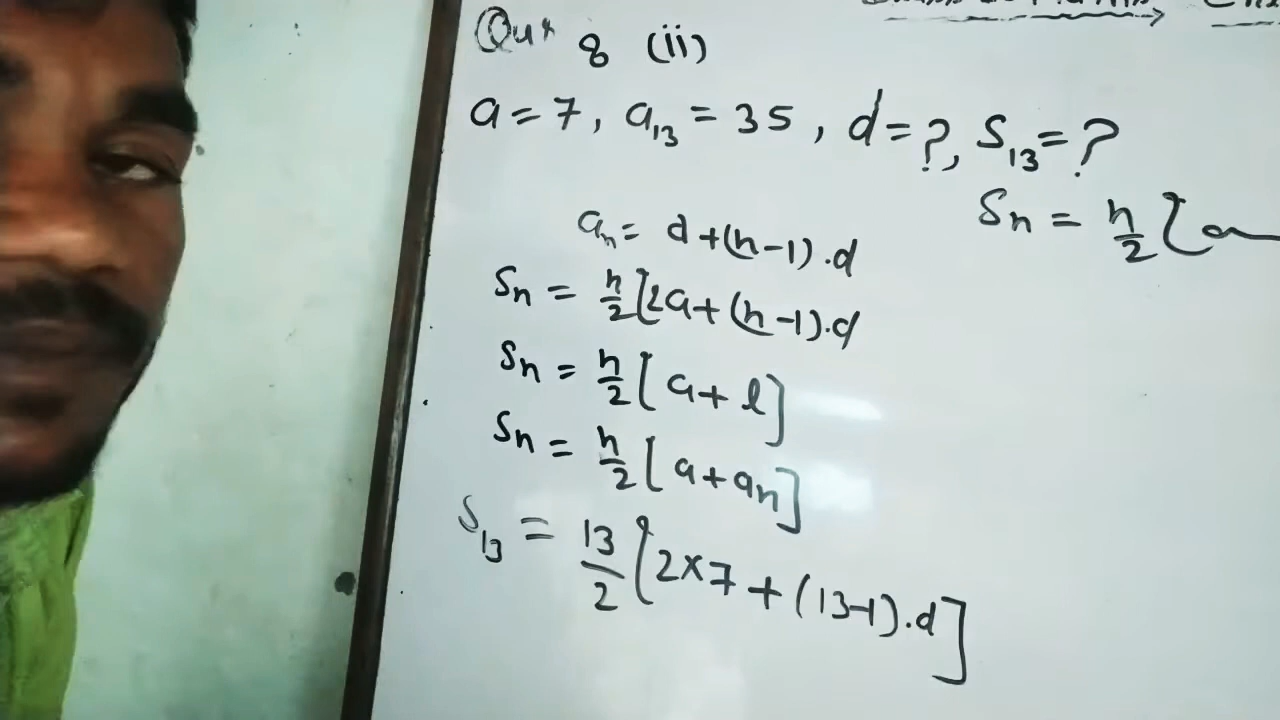 Que 8 (ii)
a = 7, a₁₃ = 35, d = ?, S₁₃ = ?
Sn = n/2 [a
an = d + (n-1).d
Sn = n/2 [2a + (n-1).d
Sn = n/2 [a + l]
Sn = n/2 [a + an]
S₁₃ = 13/2 [2×7 + (13-1).d]